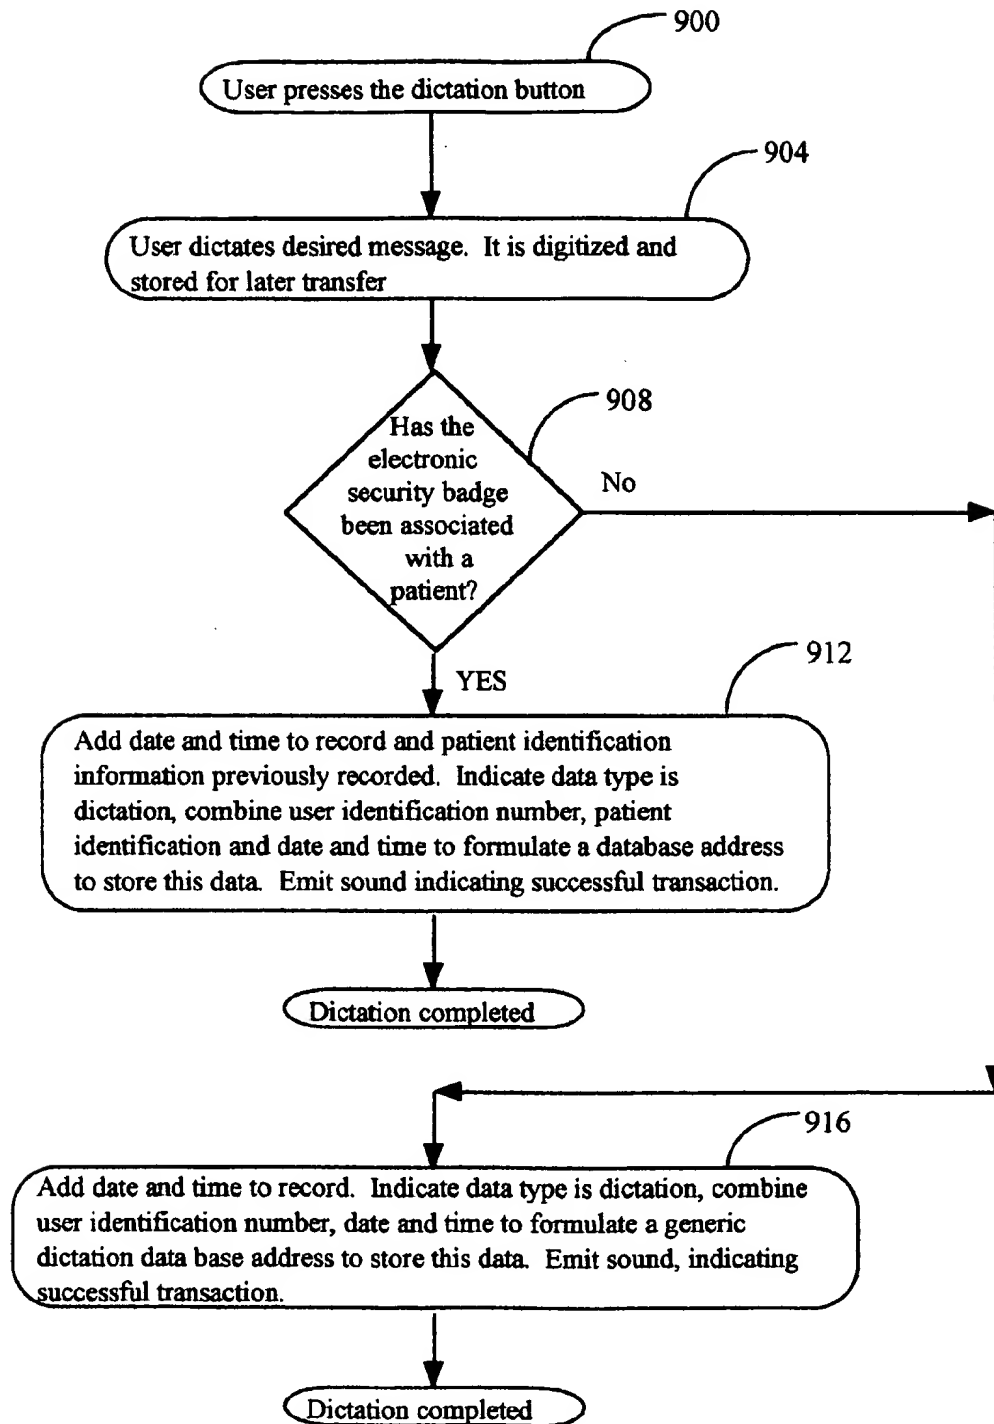 900
User presses the dictation button
904
User dictates desired message. It is digitized and
stored for later transfer
908
Has the
electronic
security badge
been associated
with a
patient?
No
YES
912
Add date and time to record and patient identification
information previously recorded. Indicate data type is
dictation, combine user identification number, patient
identification and date and time to formulate a database address
to store this data. Emit sound indicating successful transaction.
Dictation completed
916
Add date and time to record. Indicate data type is dictation, combine
user identification number, date and time to formulate a generic
dictation data base address to store this data. Emit sound, indicating
successful transaction.
Dictation completed